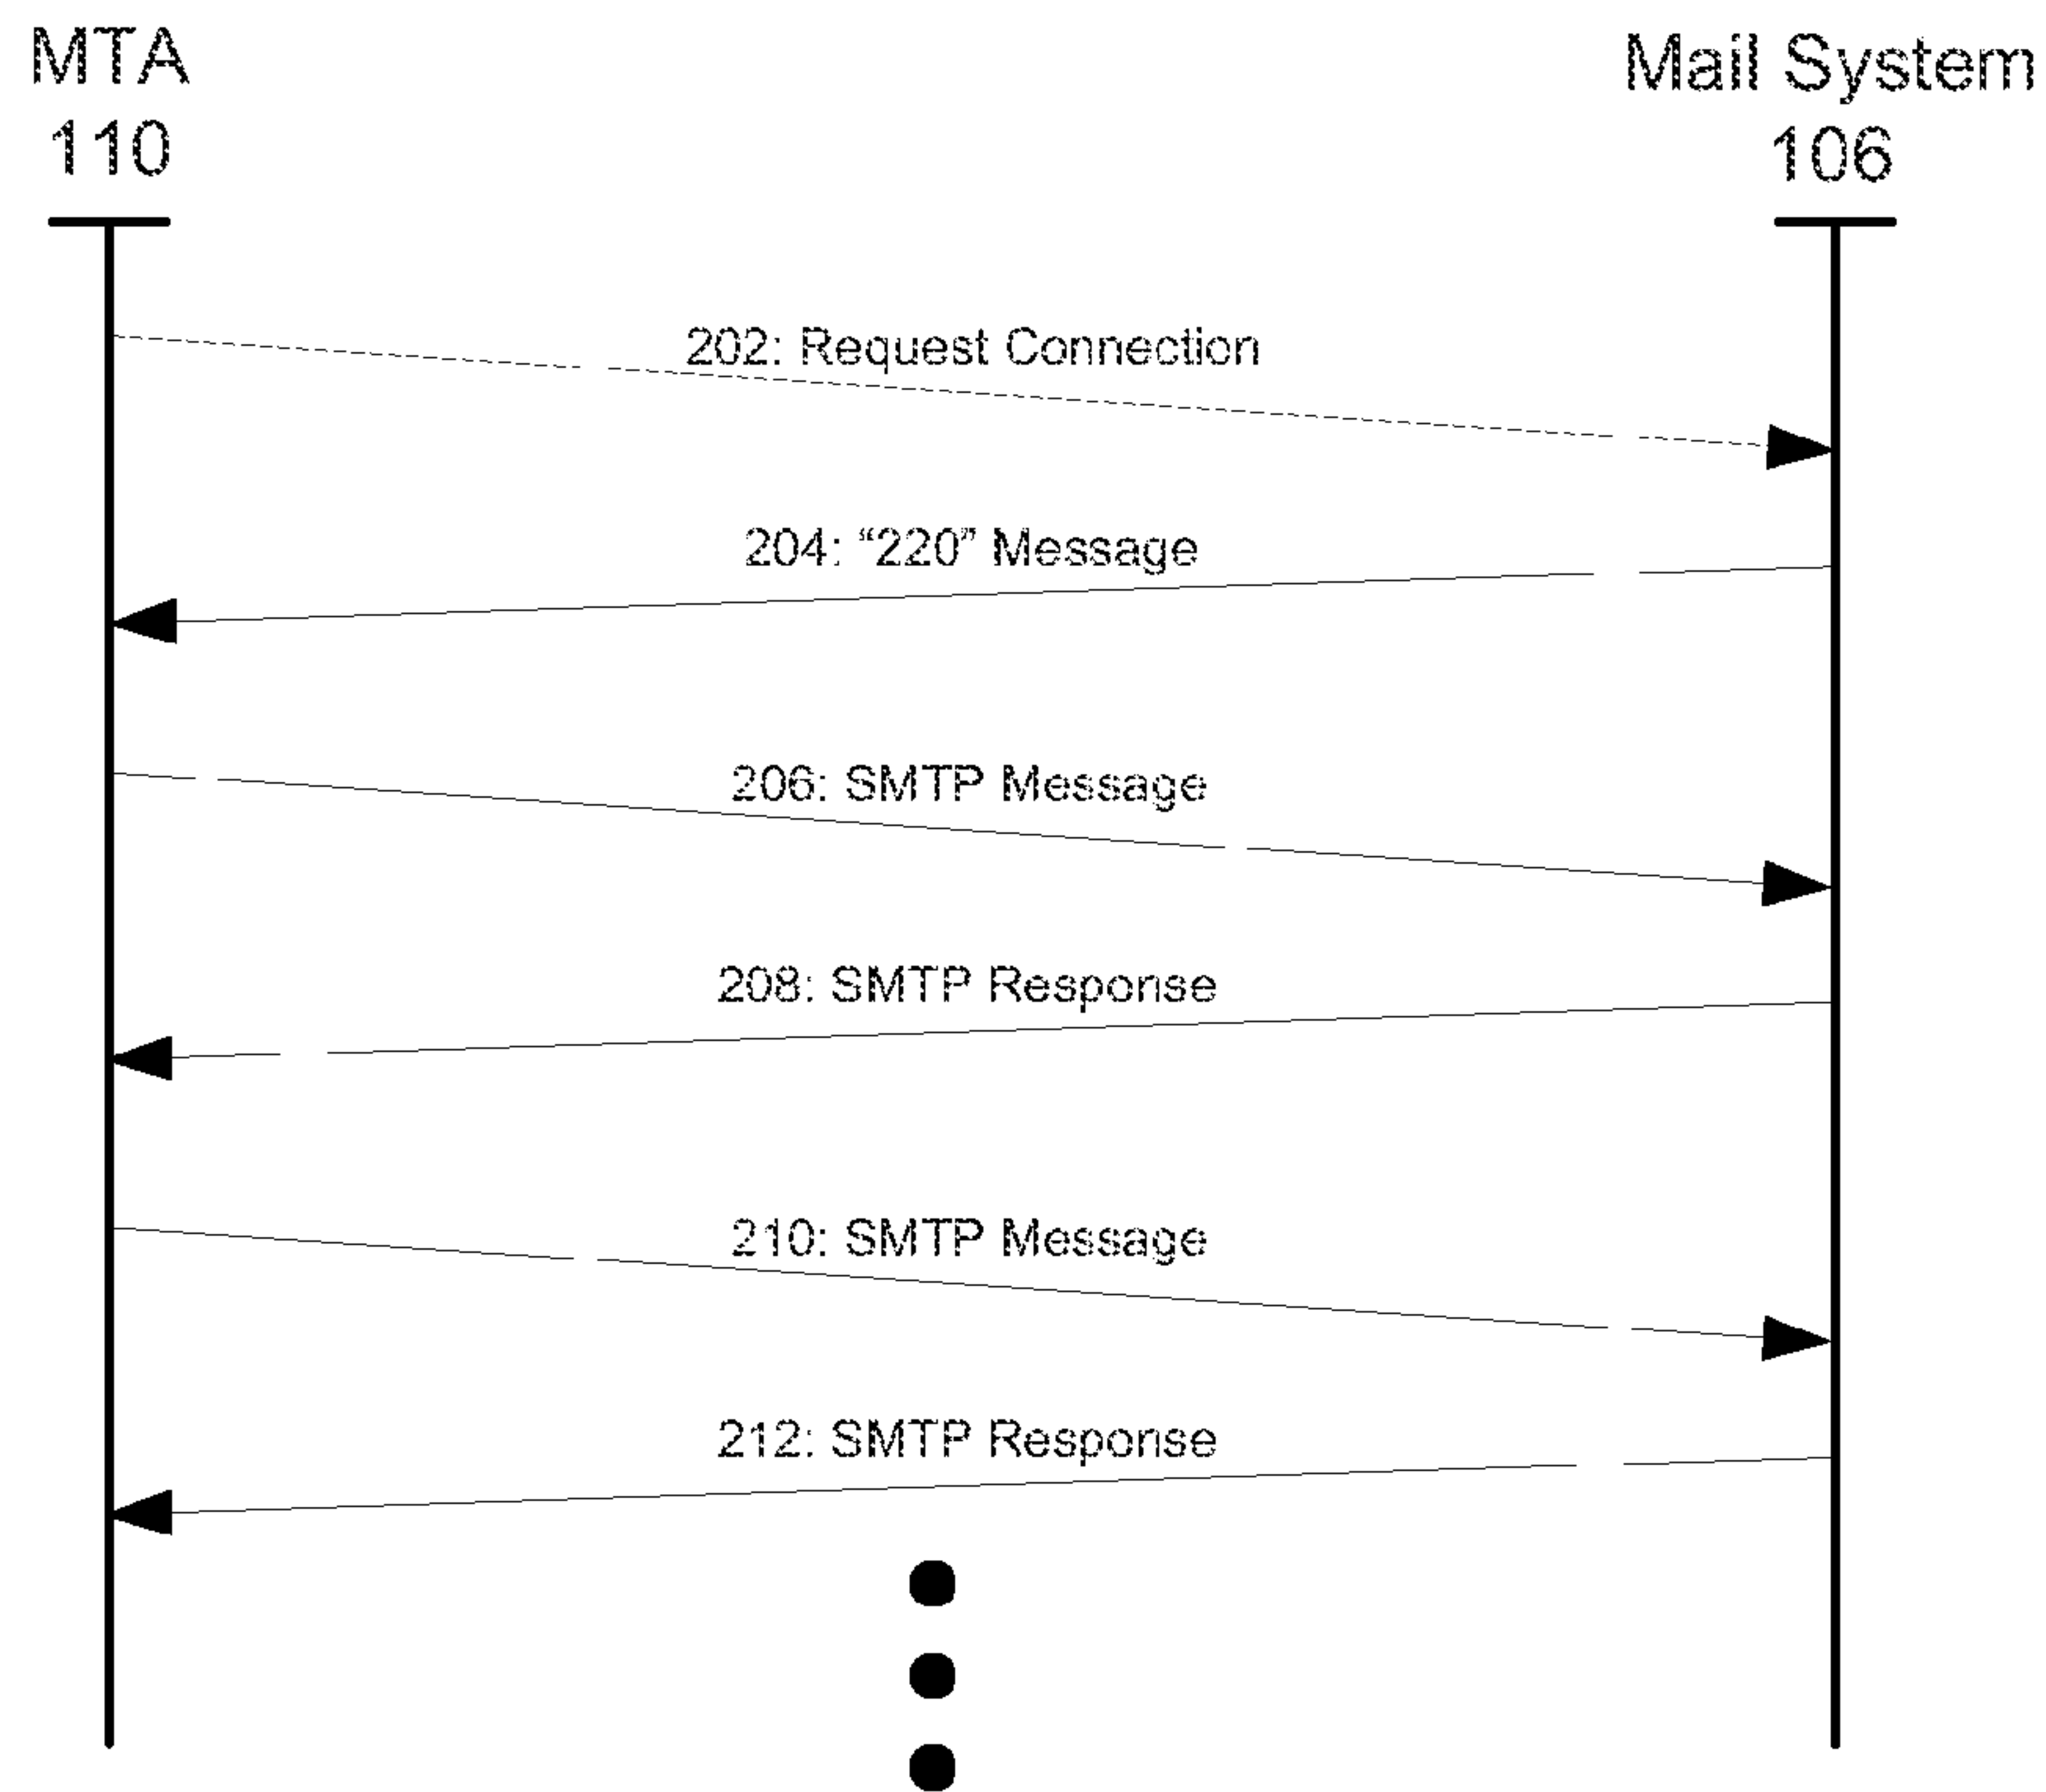 MTA
110
Mail System
106
202: Request Connection
204: “220” Message
206: SMTP Message
208: SMTP Response
210: SMTP Message
212: SMTP Response